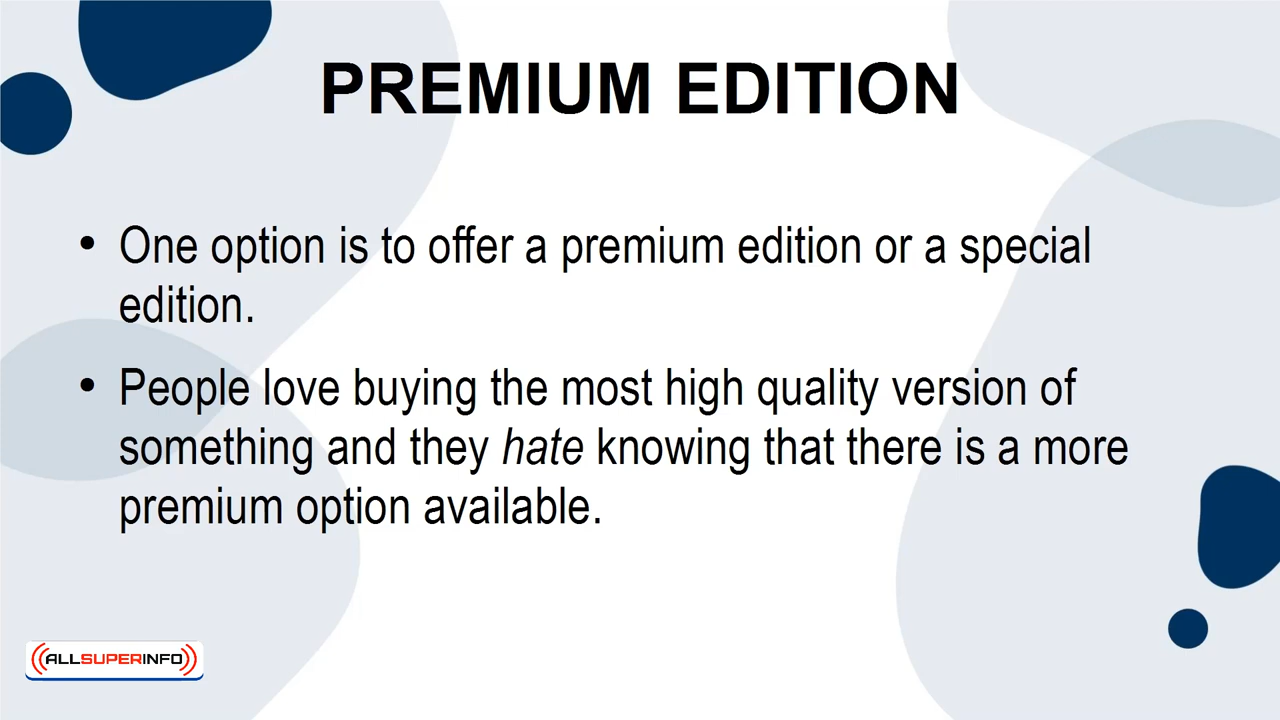 PREMIUM EDITION
• One option is to offer a premium edition or a special
edition.
• People love buying the most high quality version of
something and they hate knowing that there is a more
premium option available.
ALLSUPERINFO